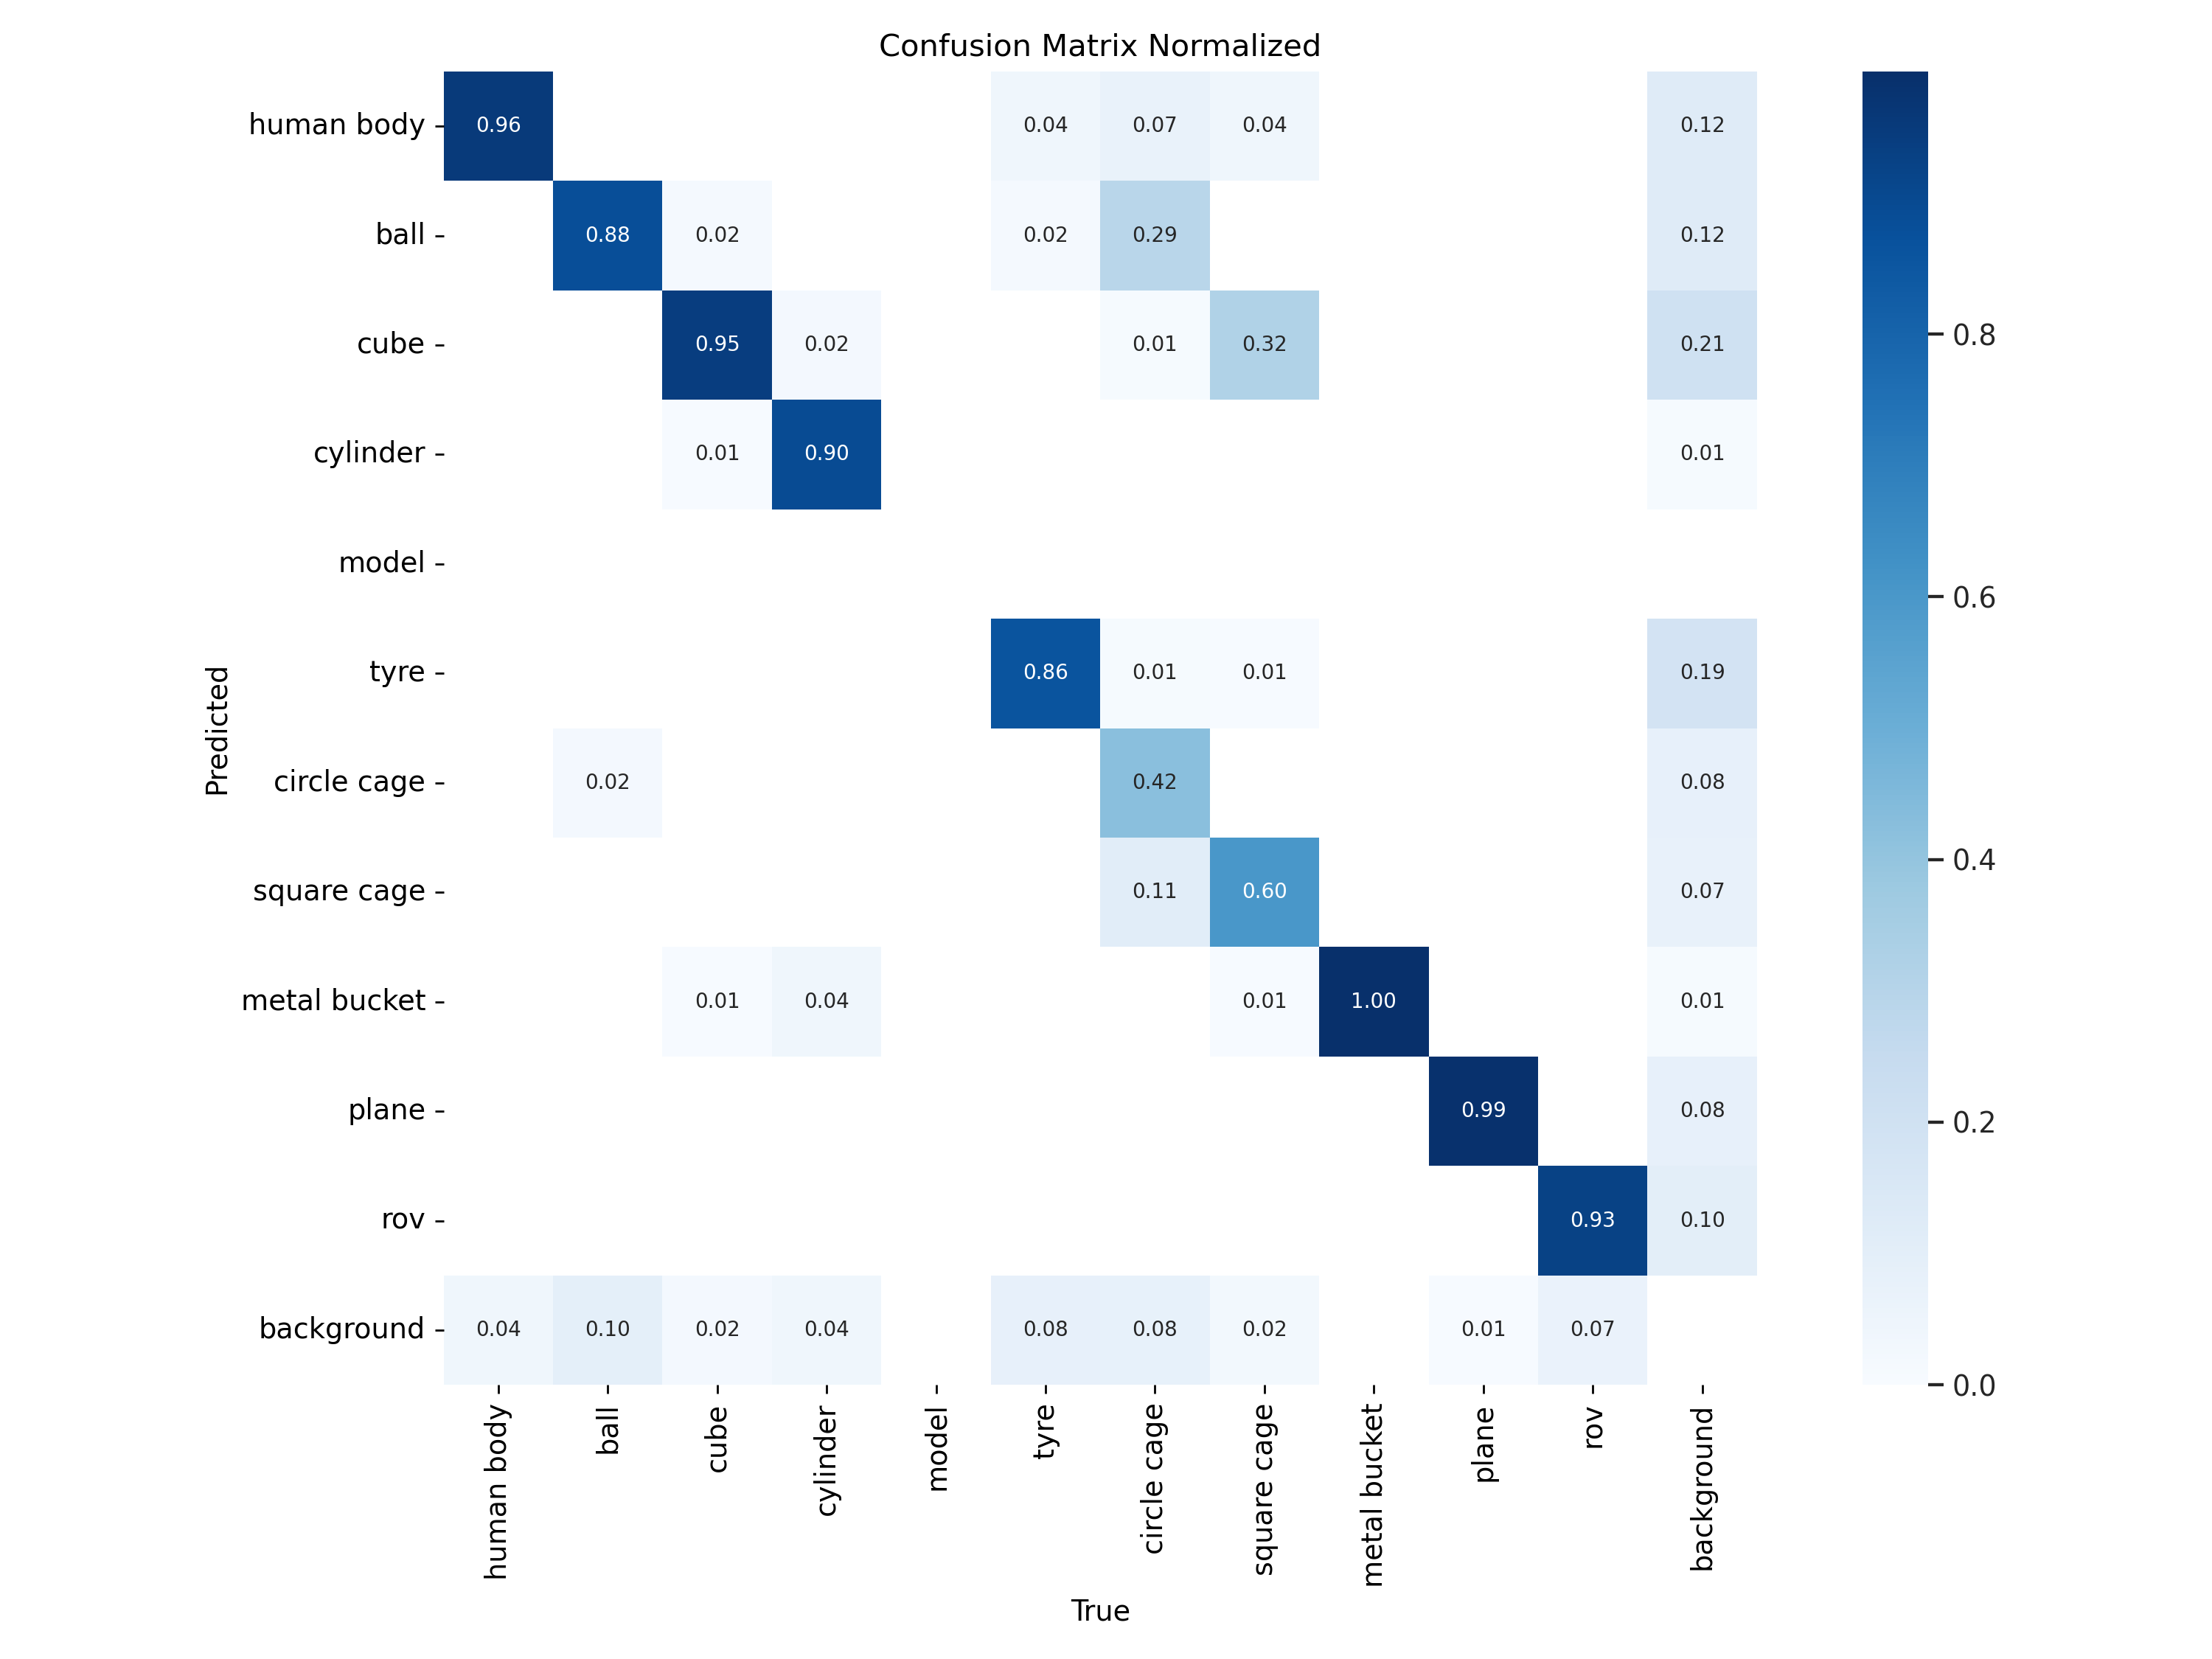 Confusion Matrix Normalized
human body 0.96 0.04 0.07 0.04 0.12
ball 0.88 0.02 0.02 0.29 0.12
cube 0.95 0.02 0.01 0.32 0.21 0.8
cylinder 0.01 0.90 0.01
model 0.6
tyre 0.86 0.01 0.01 0.19
Predicted
circle cage 0.02 0.42 0.08
0.4
square cage 0.11 0.60 0.07
metal bucket 0.01 0.04 0.01 1.00 0.01
plane 0.99 0.08 0.2
rov 0.93 0.10
background 0.04 0.10 0.02 0.04 0.08 0.08 0.02 0.01 0.07
0.0
human body
ball
cube
cylinder
model
tyre
circle cage
square cage
metal bucket
plane
rov
background
True